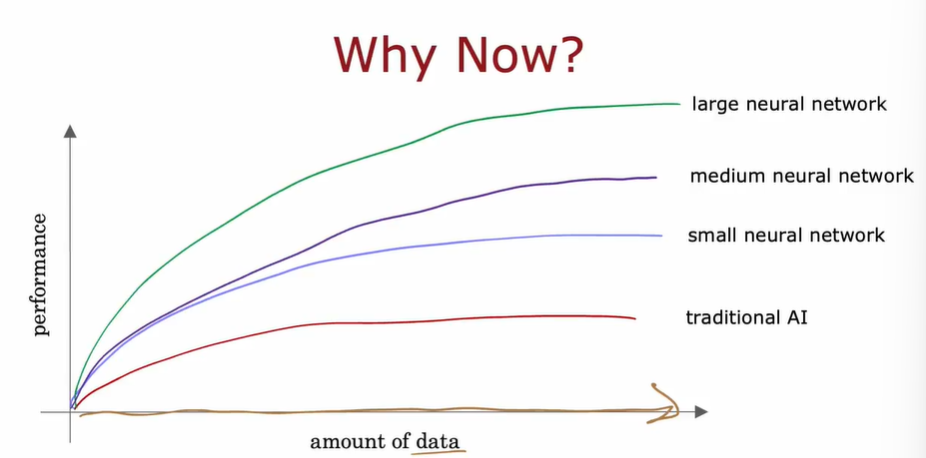 Why Now?
large neural network
medium neural network
small neural network
traditional AI
performance
amount of data